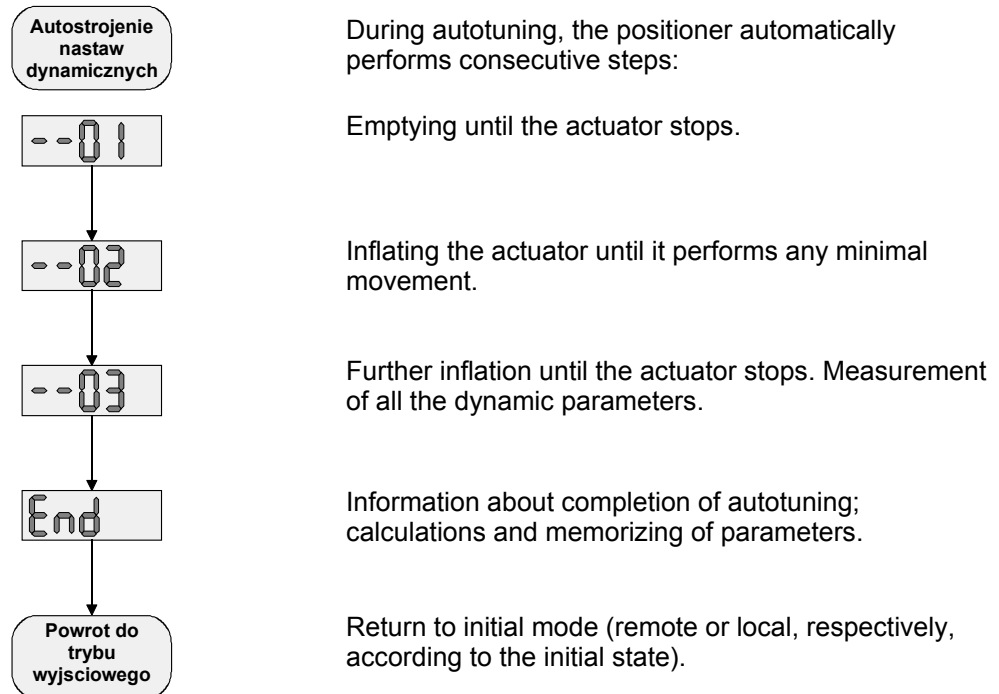 Autostrojenie
nastaw
dynamicznych
During autotuning, the positioner automatically
performs consecutive steps:
--01
Emptying until the actuator stops.
--02
Inflating the actuator until it performs any minimal
movement.
--03
Further inflation until the actuator stops. Measurement
of all the dynamic parameters.
End
Information about completion of autotuning;
calculations and memorizing of parameters.
Powrot do
trybu
wyjsciowego
Return to initial mode (remote or local, respectively,
according to the initial state).